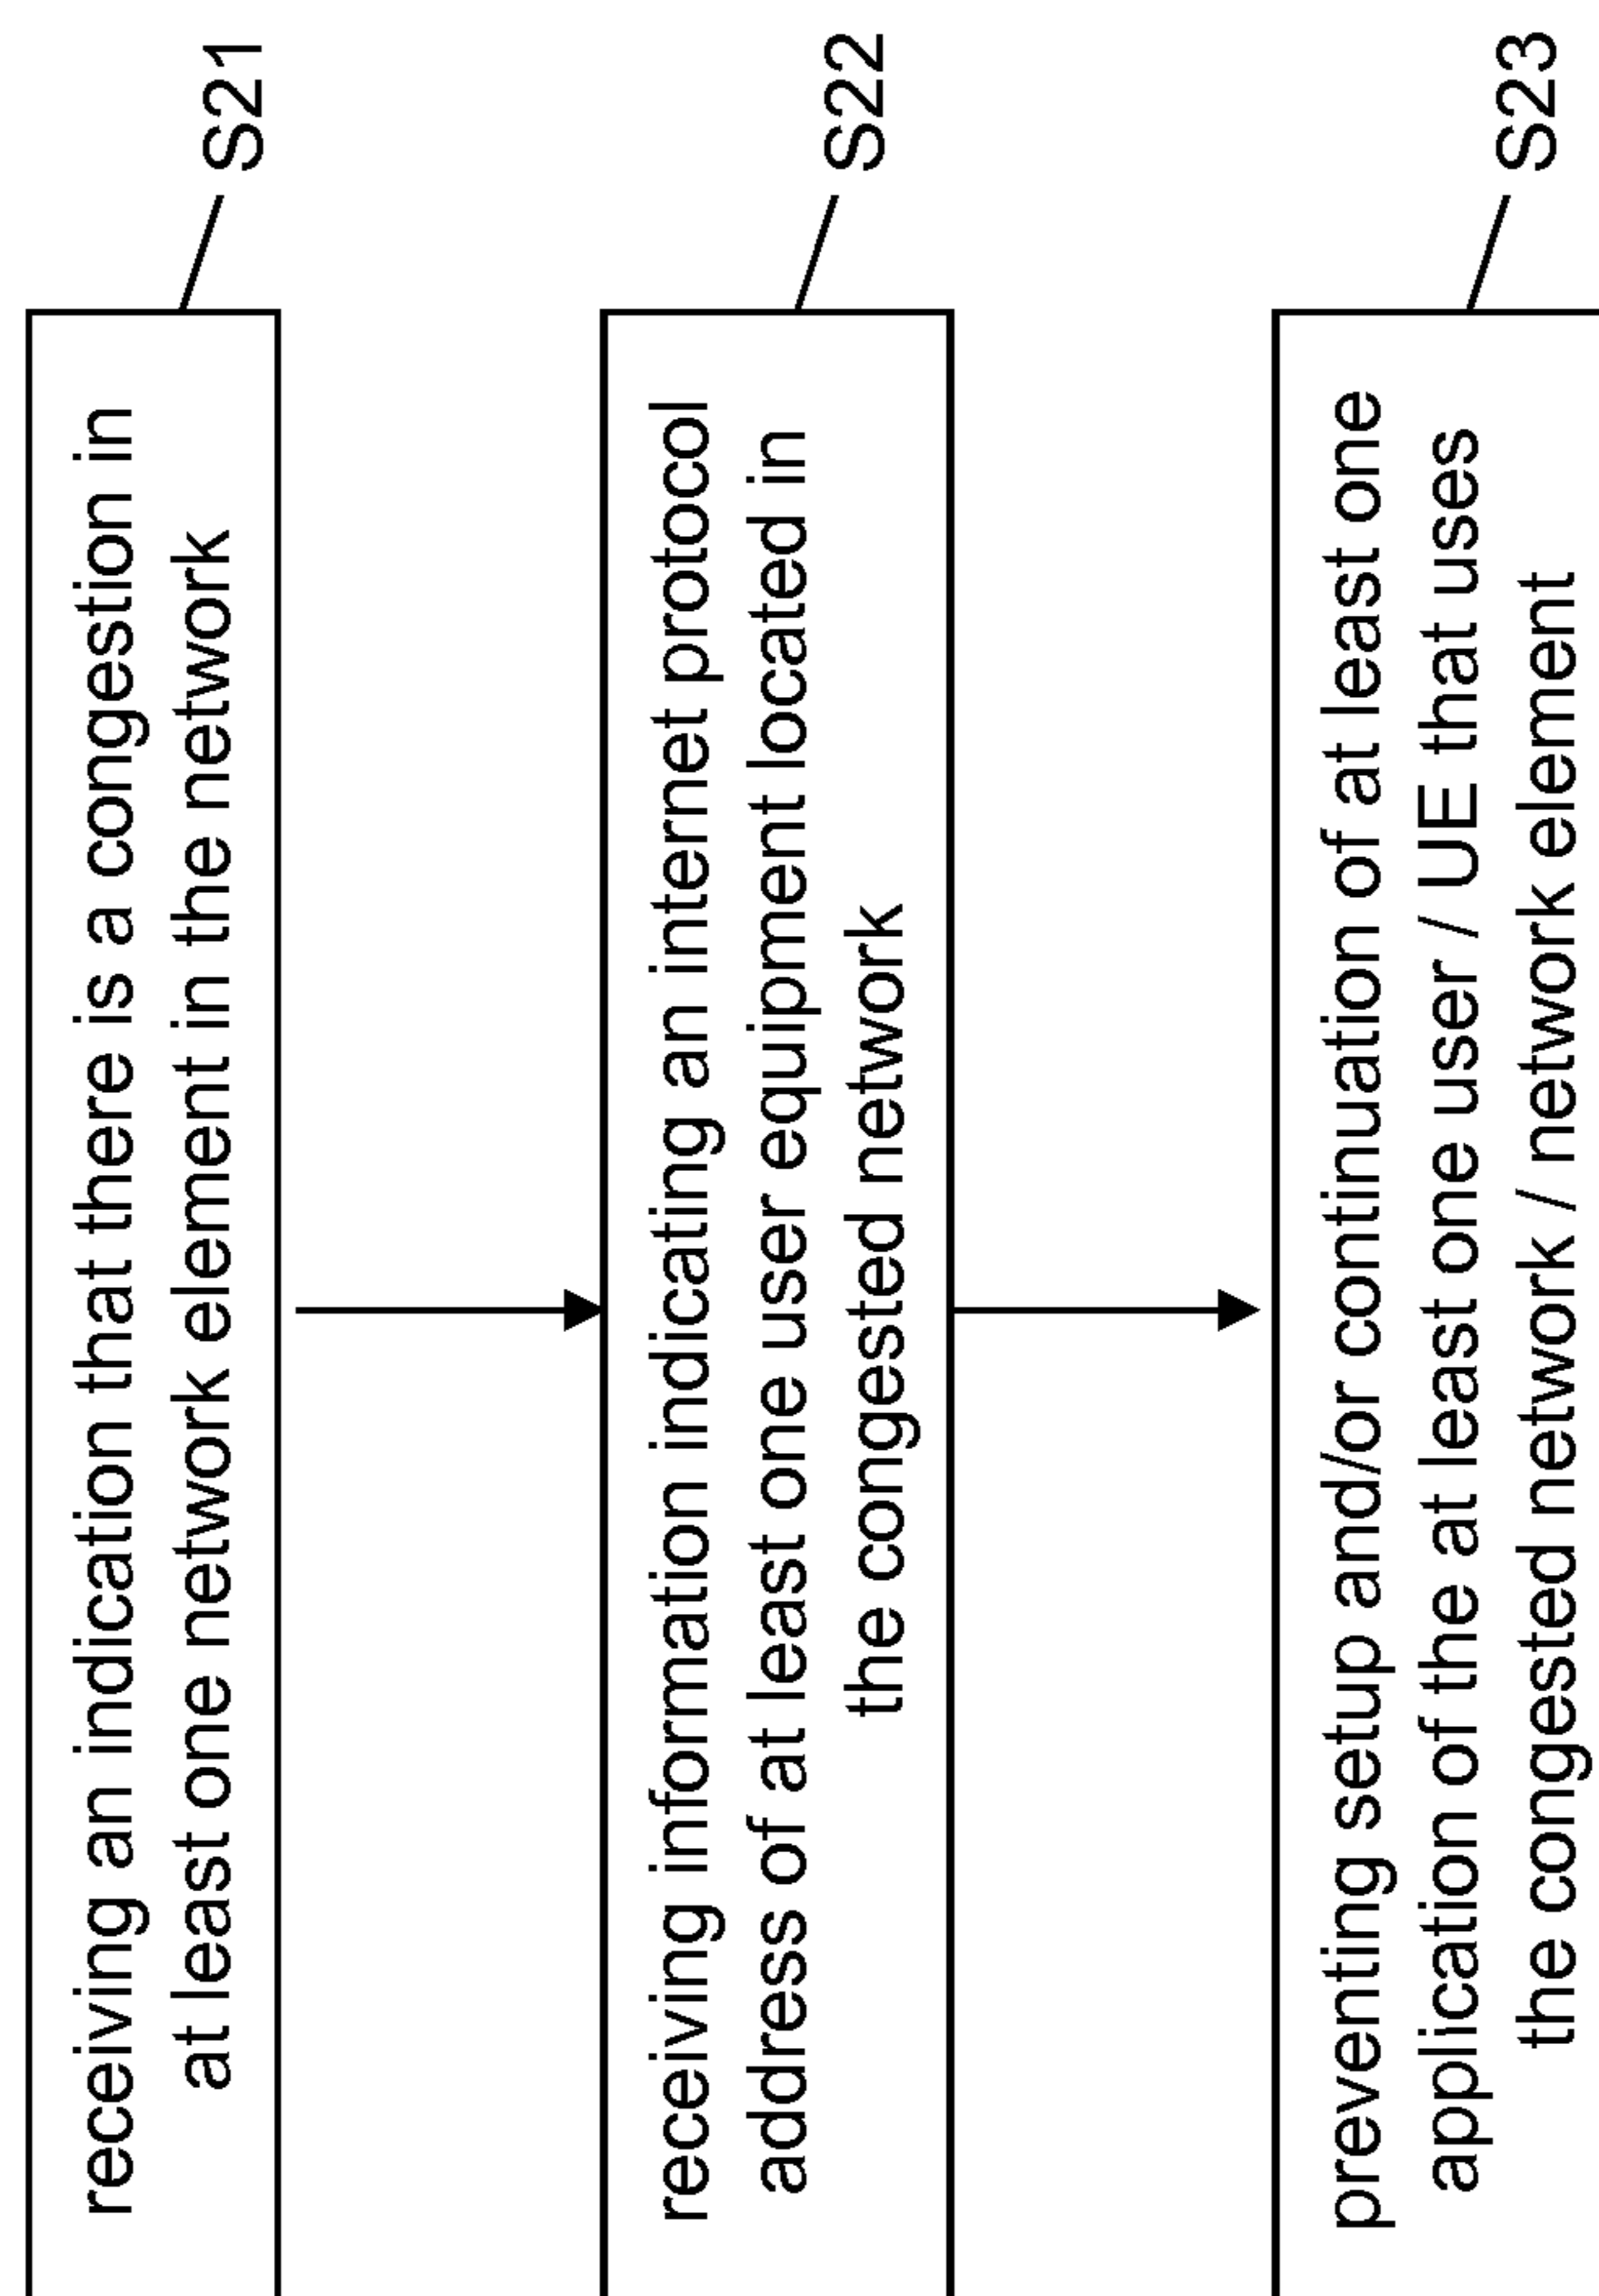 receiving an indication that there is a congestion in
at least one network element in the network
S21
receiving information indicating an internet protocol
address of at least one user equipment located in
the congested network
S22
preventing setup and/or continuation of at least one
application of the at least one user / UE that uses
the congested network / network element
S23